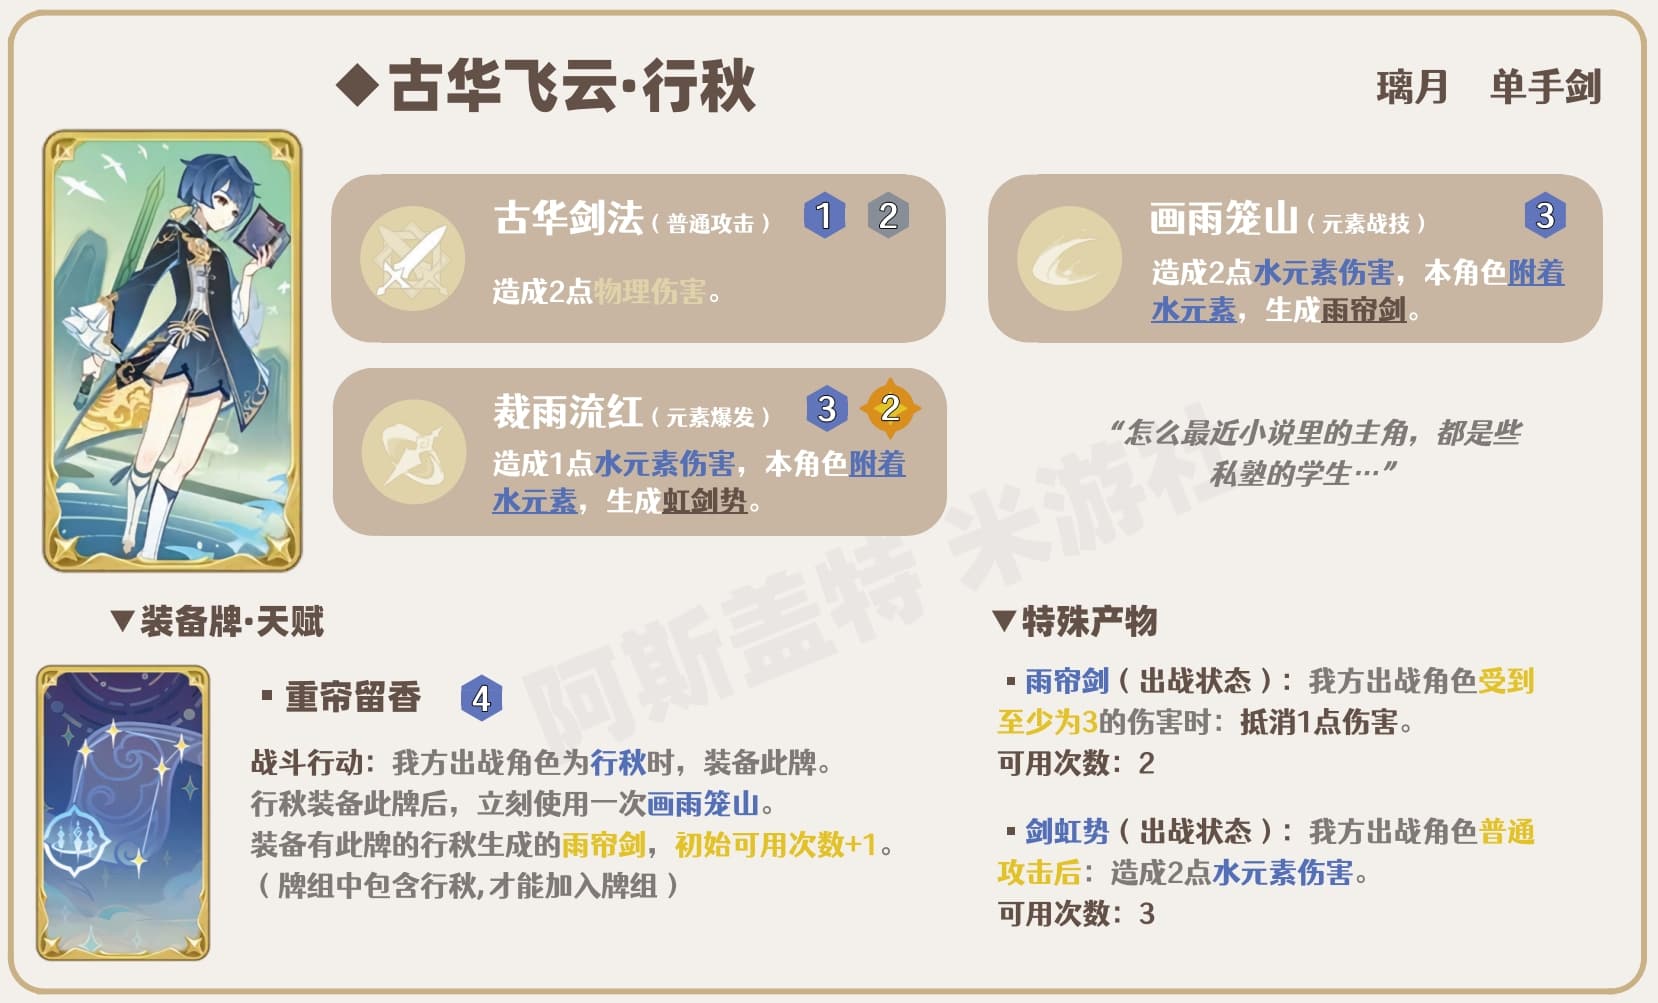 ◆古华飞云·行秋
璃月 单手剑
古华剑法（普通攻击） 1 2
造成2点物理伤害。
画雨笼山（元素战技） 3
造成2点水元素伤害，本角色附着
水元素，生成雨帘剑。
裁雨流红（元素爆发） 3 2
造成1点水元素伤害，本角色附着
水元素，生成虹剑势。
“怎么最近小说里的主角，都是些
私塾的学生…”
▼装备牌·天赋
▪重帘留香 4
战斗行动：我方出战角色为行秋时，装备此牌。
行秋装备此牌后，立刻使用一次画雨笼山。
装备有此牌的行秋生成的雨帘剑，初始可用次数+1。
（牌组中包含行秋,才能加入牌组）
▼特殊产物
▪雨帘剑（出战状态）：我方出战角色受到
至少为3的伤害时：抵消1点伤害。
可用次数：2
▪剑虹势（出战状态）：我方出战角色普通
攻击后：造成2点水元素伤害。
可用次数：3
阿斯盖特 米游社